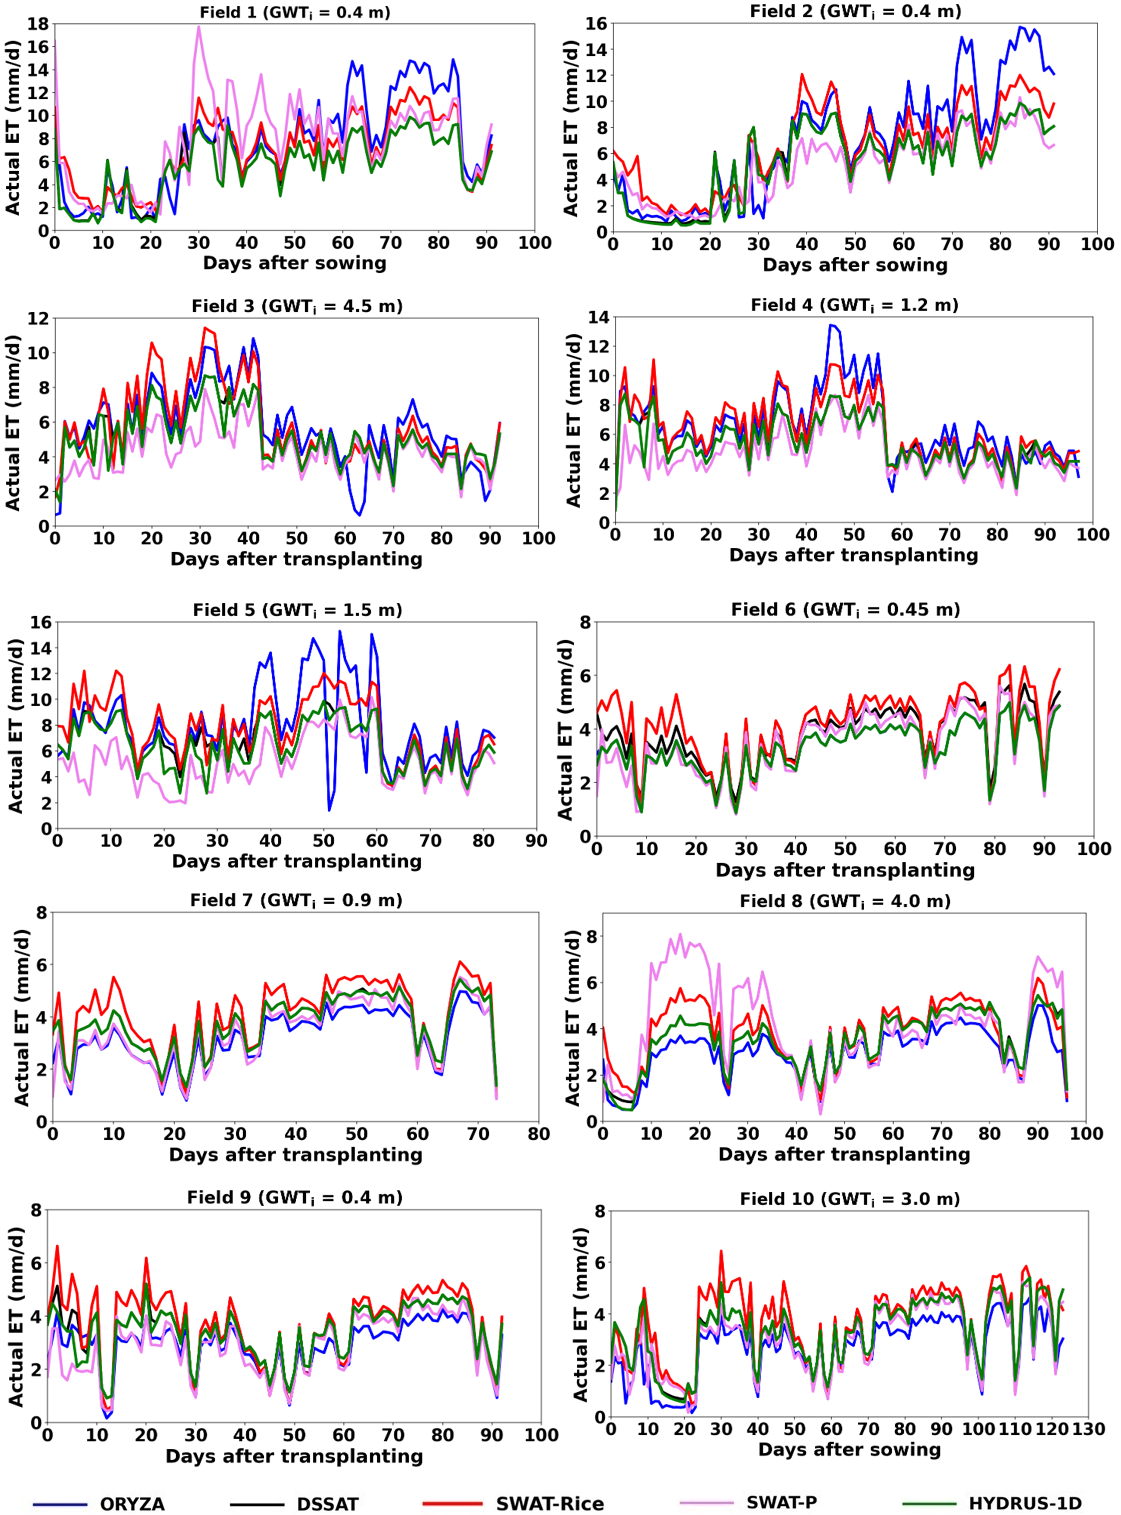 Field 1 (GWTi = 0.4 m)
Actual ET (mm/d)
18
16
14
12
10
8
6
4
2
0
0 10 20 30 40 50 60 70 80 90 100
Days after sowing
Field 2 (GWTi = 0.4 m)
Actual ET (mm/d)
16
14
12
10
8
6
4
2
0
0 10 20 30 40 50 60 70 80 90 100
Days after sowing
Field 3 (GWTi = 4.5 m)
Actual ET (mm/d)
12
10
8
6
4
2
0
0 10 20 30 40 50 60 70 80 90 100
Days after transplanting
Field 4 (GWTi = 1.2 m)
Actual ET (mm/d)
14
12
10
8
6
4
2
0
0 10 20 30 40 50 60 70 80 90 100
Days after transplanting
Field 5 (GWTi = 1.5 m)
Actual ET (mm/d)
16
14
12
10
8
6
4
2
0
0 10 20 30 40 50 60 70 80 90
Days after transplanting
Field 6 (GWTi = 0.45 m)
Actual ET (mm/d)
8
6
4
2
0
0 10 20 30 40 50 60 70 80 90 100
Days after transplanting
Field 7 (GWTi = 0.9 m)
Actual ET (mm/d)
8
6
4
2
0
0 10 20 30 40 50 60 70 80
Days after transplanting
Field 8 (GWTi = 4.0 m)
Actual ET (mm/d)
8
6
4
2
0
0 10 20 30 40 50 60 70 80 90 100
Days after transplanting
Field 9 (GWTi = 0.4 m)
Actual ET (mm/d)
8
6
4
2
0
0 10 20 30 40 50 60 70 80 90 100
Days after transplanting
Field 10 (GWTi = 3.0 m)
Actual ET (mm/d)
8
6
4
2
0
0 10 20 30 40 50 60 70 80 90 100 110 120 130
Days after sowing
ORYZA DSSAT SWAT-Rice SWAT-P HYDRUS-1D